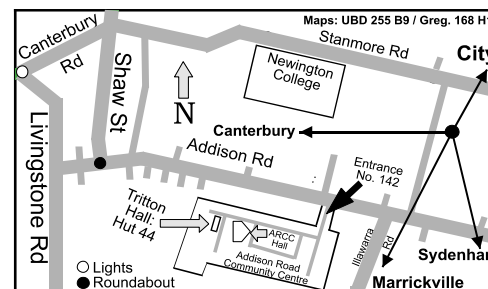 Maps: UBD 255 B9 / Greg. 168 H
Canterbury
Rd
Stanmore Rd
City
Newington
College
Shaw St
N
Canterbury
Addison Rd
Livingstone Rd
Entrance
No. 142
Tritton
Hall:
Hut 44
ARCC
Hall
Illawarra
Rd
Addison Road
Community Centre
Sydenha
Lights
Roundabout
Marrickville